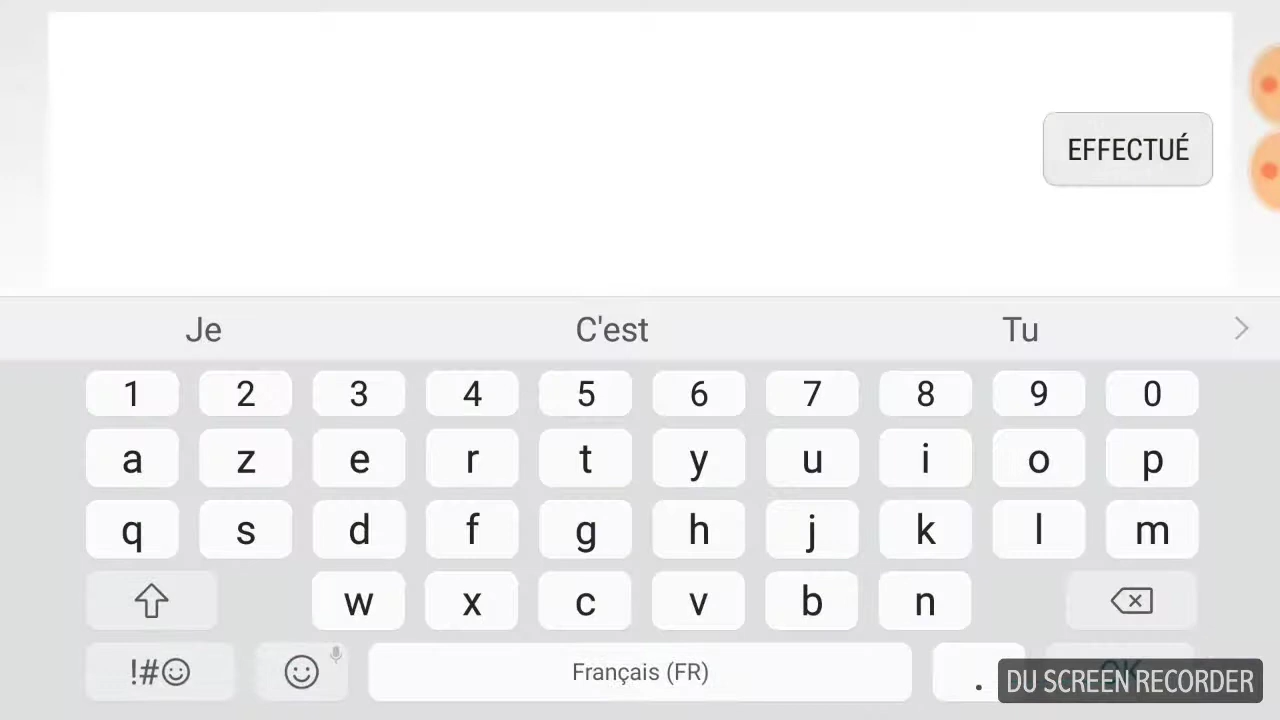 EFFECTUÉ
Je C'est Tu
1 2 3 4 5 6 7 8 9 0
a z e r t y u i o p
q s d f g h j k l m
w x c v b n
!#☺ Français (FR) . OK
DU SCREEN RECORDER